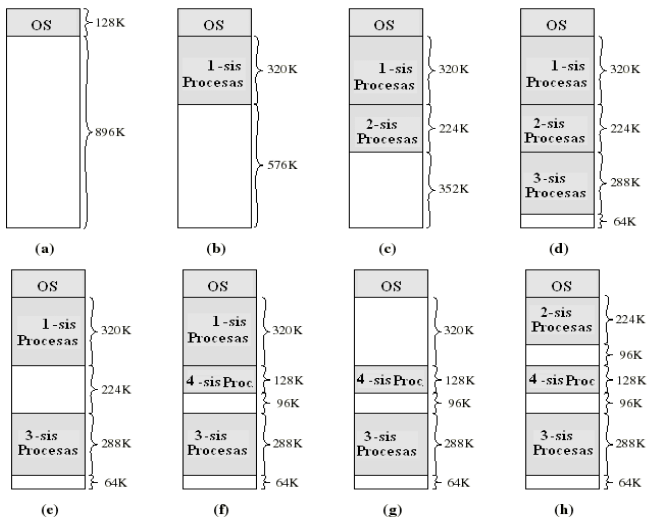 OS
128K
896K
(a)
OS
1-sis
Procesas
320K
576K
(b)
OS
1-sis
Procesas
320K
2-sis
Procesas
224K
352K
(c)
OS
1-sis
Procesas
320K
2-sis
Procesas
224K
3-sis
Procesas
288K
64K
(d)
OS
1-sis
Procesas
320K
224K
3-sis
Procesas
288K
64K
(e)
OS
1-sis
Procesas
320K
4-sis Proc.
128K
96K
3-sis
Procesas
288K
64K
(f)
OS
320K
4-sis Proc.
128K
96K
3-sis
Procesas
288K
64K
(g)
OS
2-sis
Procesas
224K
96K
4-sis Proc
128K
96K
3-sis
Procesas
288K
64K
(h)